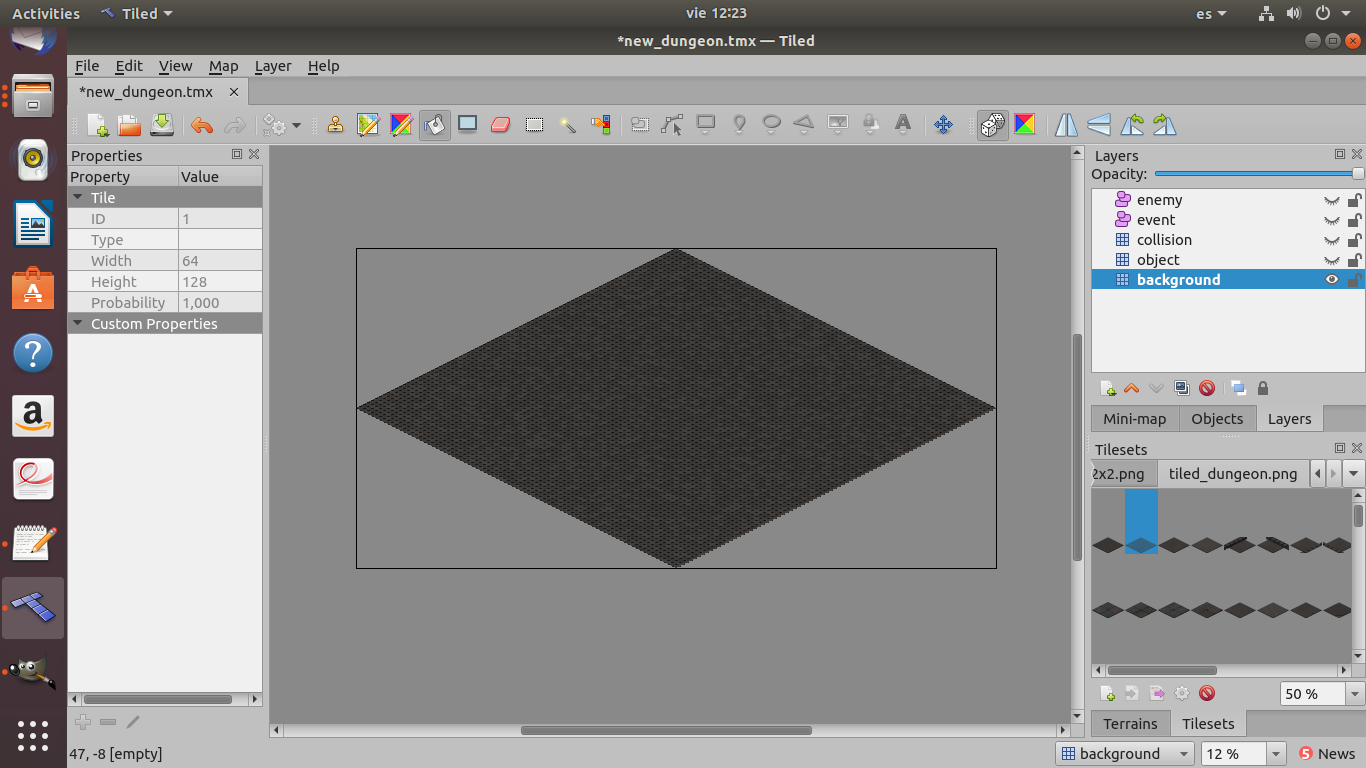 Activities Tiled vie 12:23 es
*new_dungeon.tmx — Tiled
File Edit View Map Layer Help
*new_dungeon.tmx
Properties
Property Value
Tile
ID 1
Type
Width 64
Height 128
Probability 1,000
Custom Properties
Layers
Opacity:
enemy
event
collision
object
background
Mini-map Objects Layers
Tilesets
2x2.png tiled_dungeon.png
50 %
Terrains Tilesets
47, -8 [empty] background 12 % 5 News